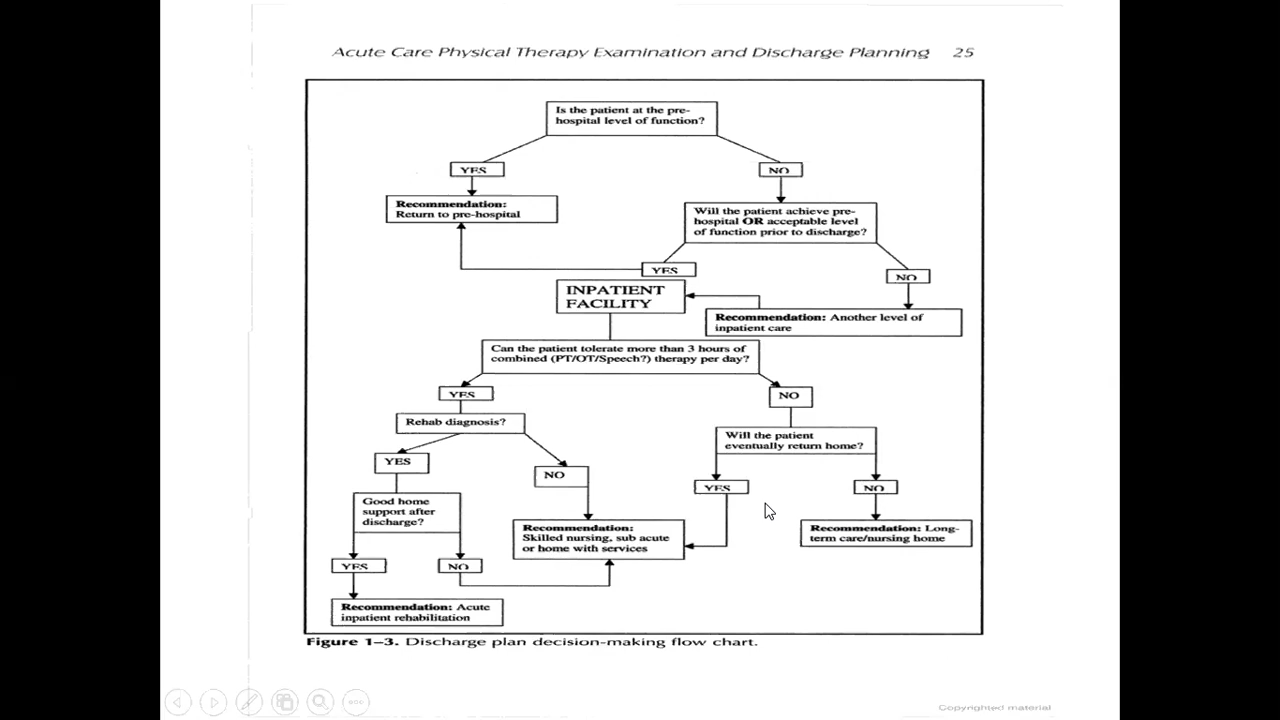 Acute Care Physical Therapy Examination and Discharge Planning 25
Is the patient at the pre-
hospital level of function?
YES
NO
Recommendation:
Return to pre-hospital
Will the patient achieve pre-
hospital OR acceptable level
of function prior to discharge?
YES
NO
INPATIENT
FACILITY
Recommendation: Another level of
inpatient care
Can the patient tolerate more than 3 hours of
combined (PT/OT/Speech?) therapy per day?
YES
NO
Rehab diagnosis?
Will the patient
eventually return home?
YES
NO
YES
NO
Good home
support after
discharge?
Recommendation:
Skilled nursing, sub acute
or home with services
Recommendation: Long-
term care/nursing home
YES
NO
Recommendation: Acute
inpatient rehabilitation
Figure 1–3. Discharge plan decision-making flow chart.
Copyrighted material